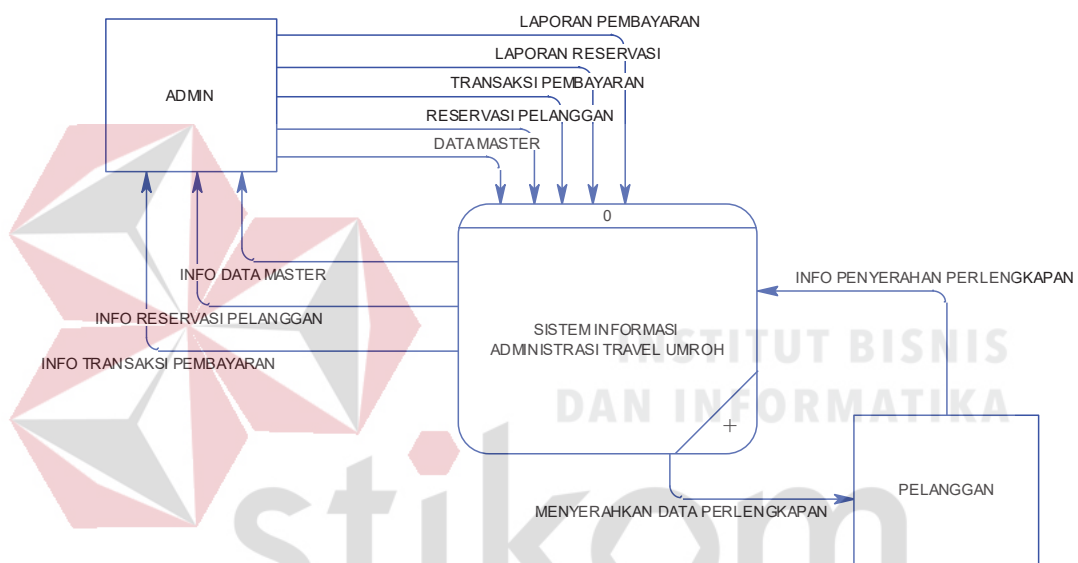 LAPORAN PEMBAYARAN
LAPORAN RESERVASI
TRANSAKSI PEMBAYARAN
ADMIN
RESERVASI PELANGGAN
DATA MASTER
0
INFO DATA MASTER
INFO PENYERAHAN PERLENGKAPAN
INFO RESERVASI PELANGGAN
SISTEM INFORMASI
ADMINISTRASI TRAVEL UMROH
INFO TRANSAKSI PEMBAYARAN
INSTITUT BISNIS
DAN INFORMATIKA
+
PELANGGAN
MENYERAHKAN DATA PERLENGKAPAN
stikom